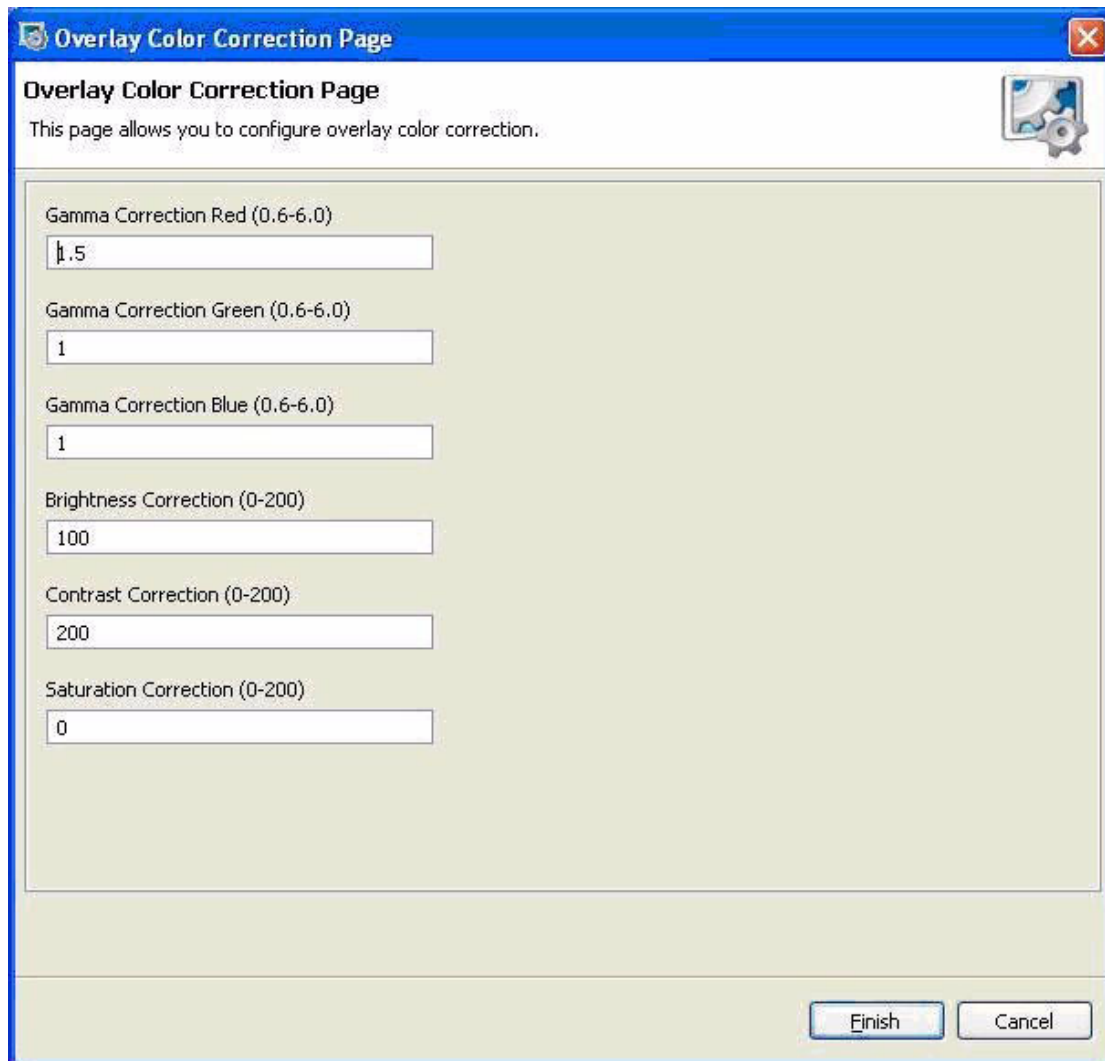 Overlay Color Correction Page
Overlay Color Correction Page
This page allows you to configure overlay color correction.
Gamma Correction Red (0.6-6.0)
1.5
Gamma Correction Green (0.6-6.0)
1
Gamma Correction Blue (0.6-6.0)
1
Brightness Correction (0-200)
100
Contrast Correction (0-200)
200
Saturation Correction (0-200)
0
Finish Cancel